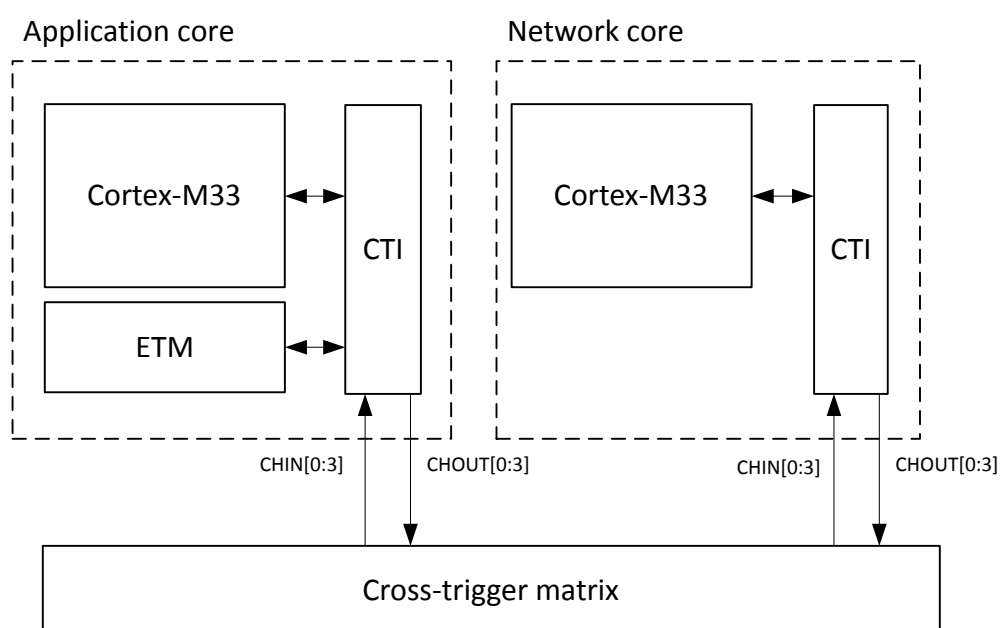 Application core
Network core
Cortex-M33
CTI
ETM
Cortex-M33
CTI
CHIN[0:3]
CHOUT[0:3]
CHIN[0:3]
CHOUT[0:3]
Cross-trigger matrix